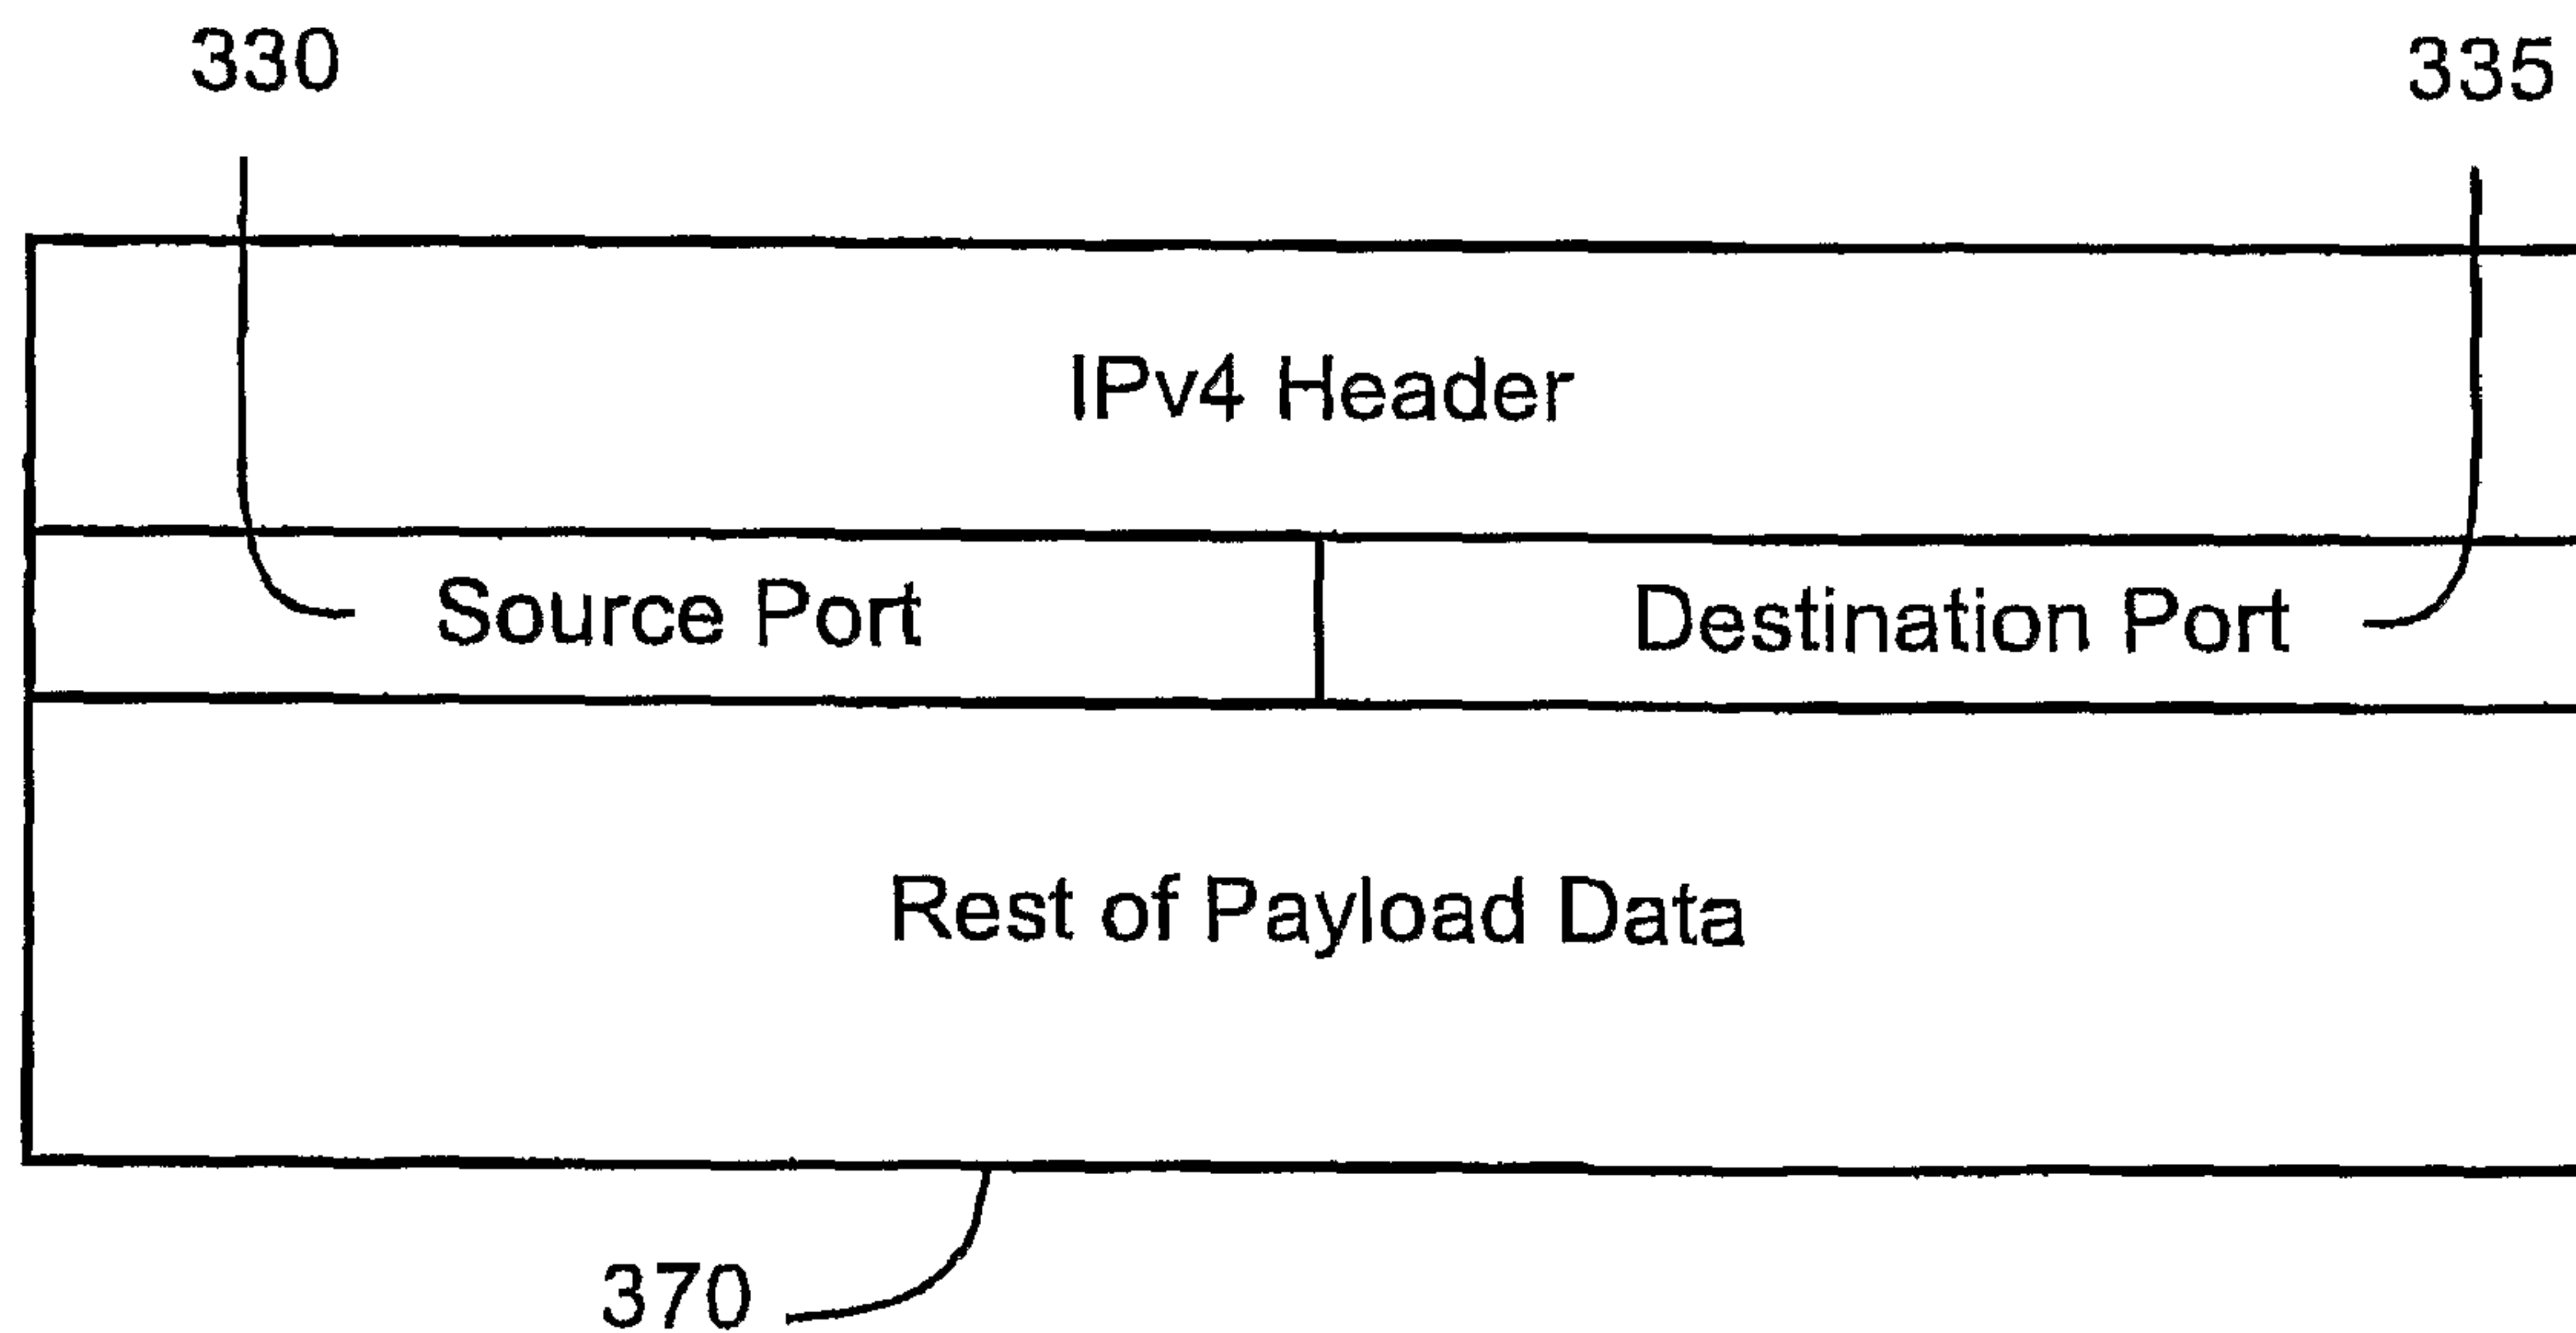 330
335
IPv4 Header
Source Port
Destination Port
Rest of Payload Data
370